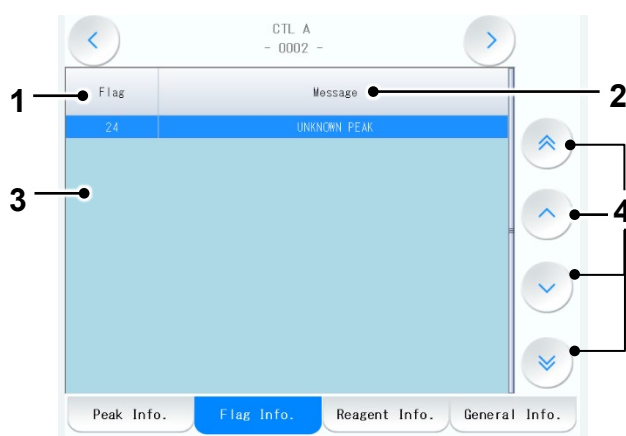 CTL A
- 0002 -
1
Flag
Message
2
24
UNKNOWN PEAK
3
4
Peak Info.
Flag Info.
Reagent Info.
General Info.